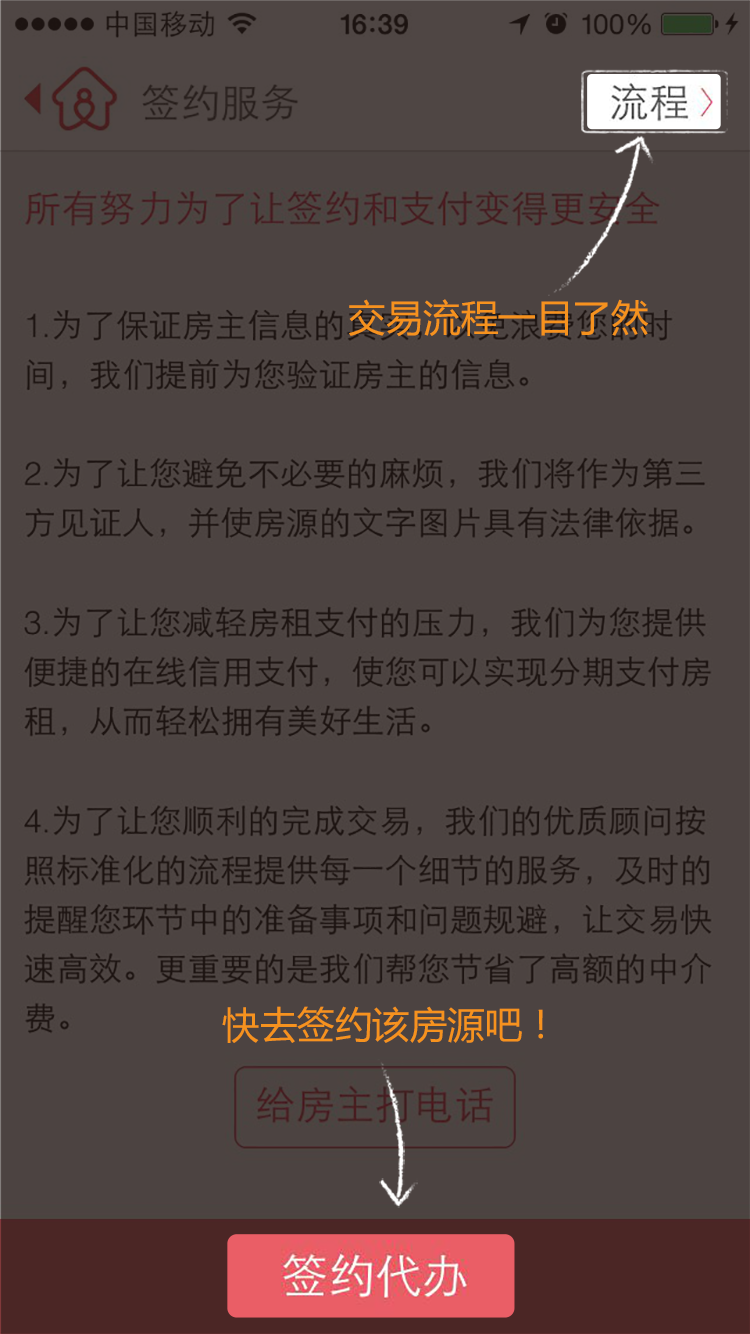 中国移动
16:39
100%
签约服务
流程
所有努力为了让签约和支付变得更安全
交易流程一目了然
1.为了保证房主信息的真实,以免浪费您的时
间，我们提前为您验证房主的信息。
2.为了让您避免不必要的麻烦，我们将作为第三
方见证人，并使房源的文字图片具有法律依据。
3.为了让您减轻房租支付的压力，我们为您提供
便捷的在线信用支付，使您可以实现分期支付房
租，从而轻松拥有美好生活。
4.为了让您顺利的完成交易，我们的优质顾问按
照标准化的流程提供每一个细节的服务，及时的
提醒您环节中的准备事项和问题规避，让交易快
速高效。更重要的是我们帮您节省了高额的中介
费。
快去签约该房源吧！
给房主打电话
签约代办